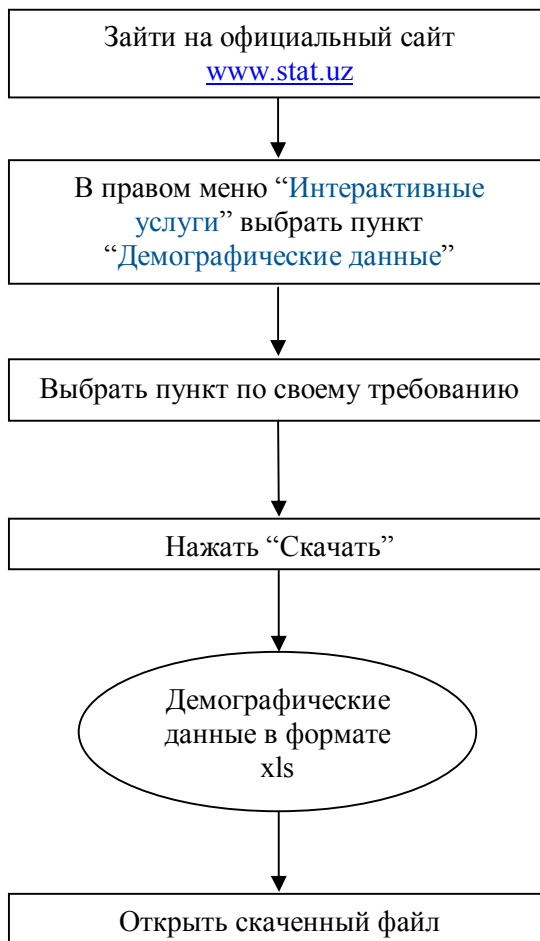 Зайти на официальный сайт
www.stat.uz
В правом меню “Интерактивные
услуги” выбрать пункт
“Демографические данные”
Выбрать пункт по своему требованию
Нажать “Скачать”
Демографические
данные в формате
xls
Открыть скаченный файл